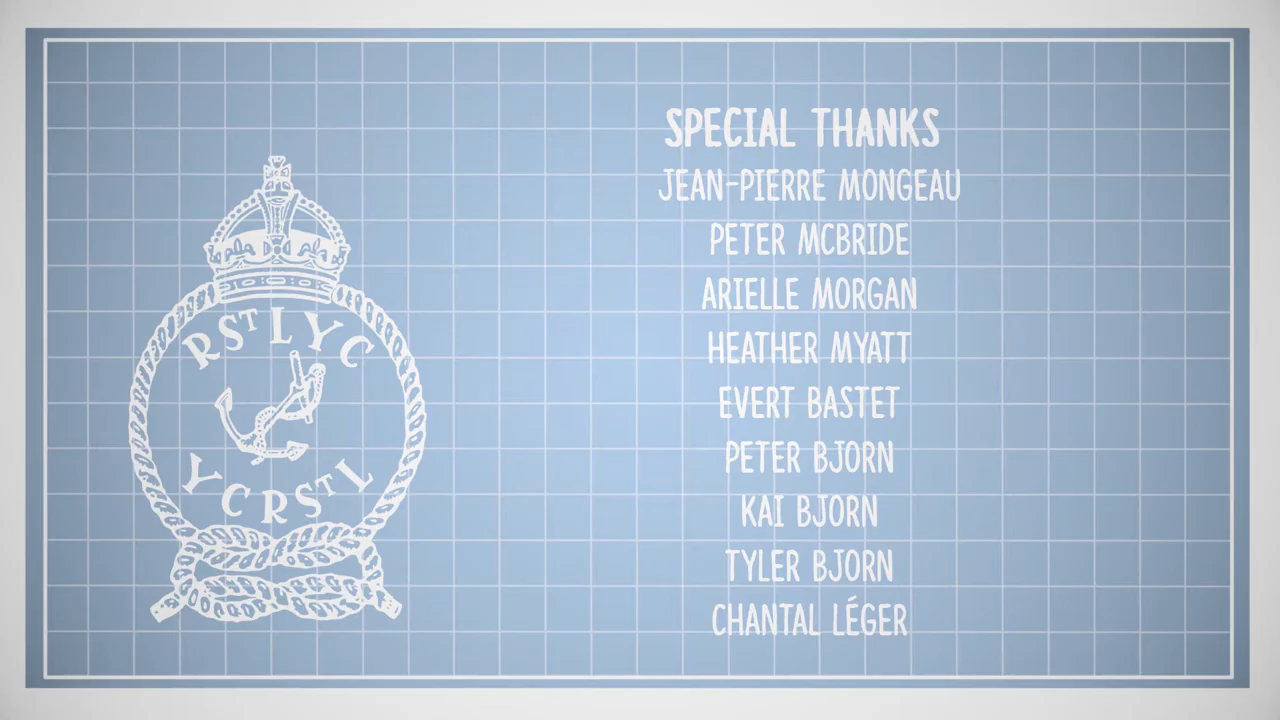 RSTLYC
YCRSTL
SPECIAL THANKS
JEAN-PIERRE MONGEAU
PETER MCBRIDE
ARIELLE MORGAN
HEATHER MYATT
EVERT BASTET
PETER BJORN
KAI BJORN
TYLER BJORN
CHANTAL LÉGER